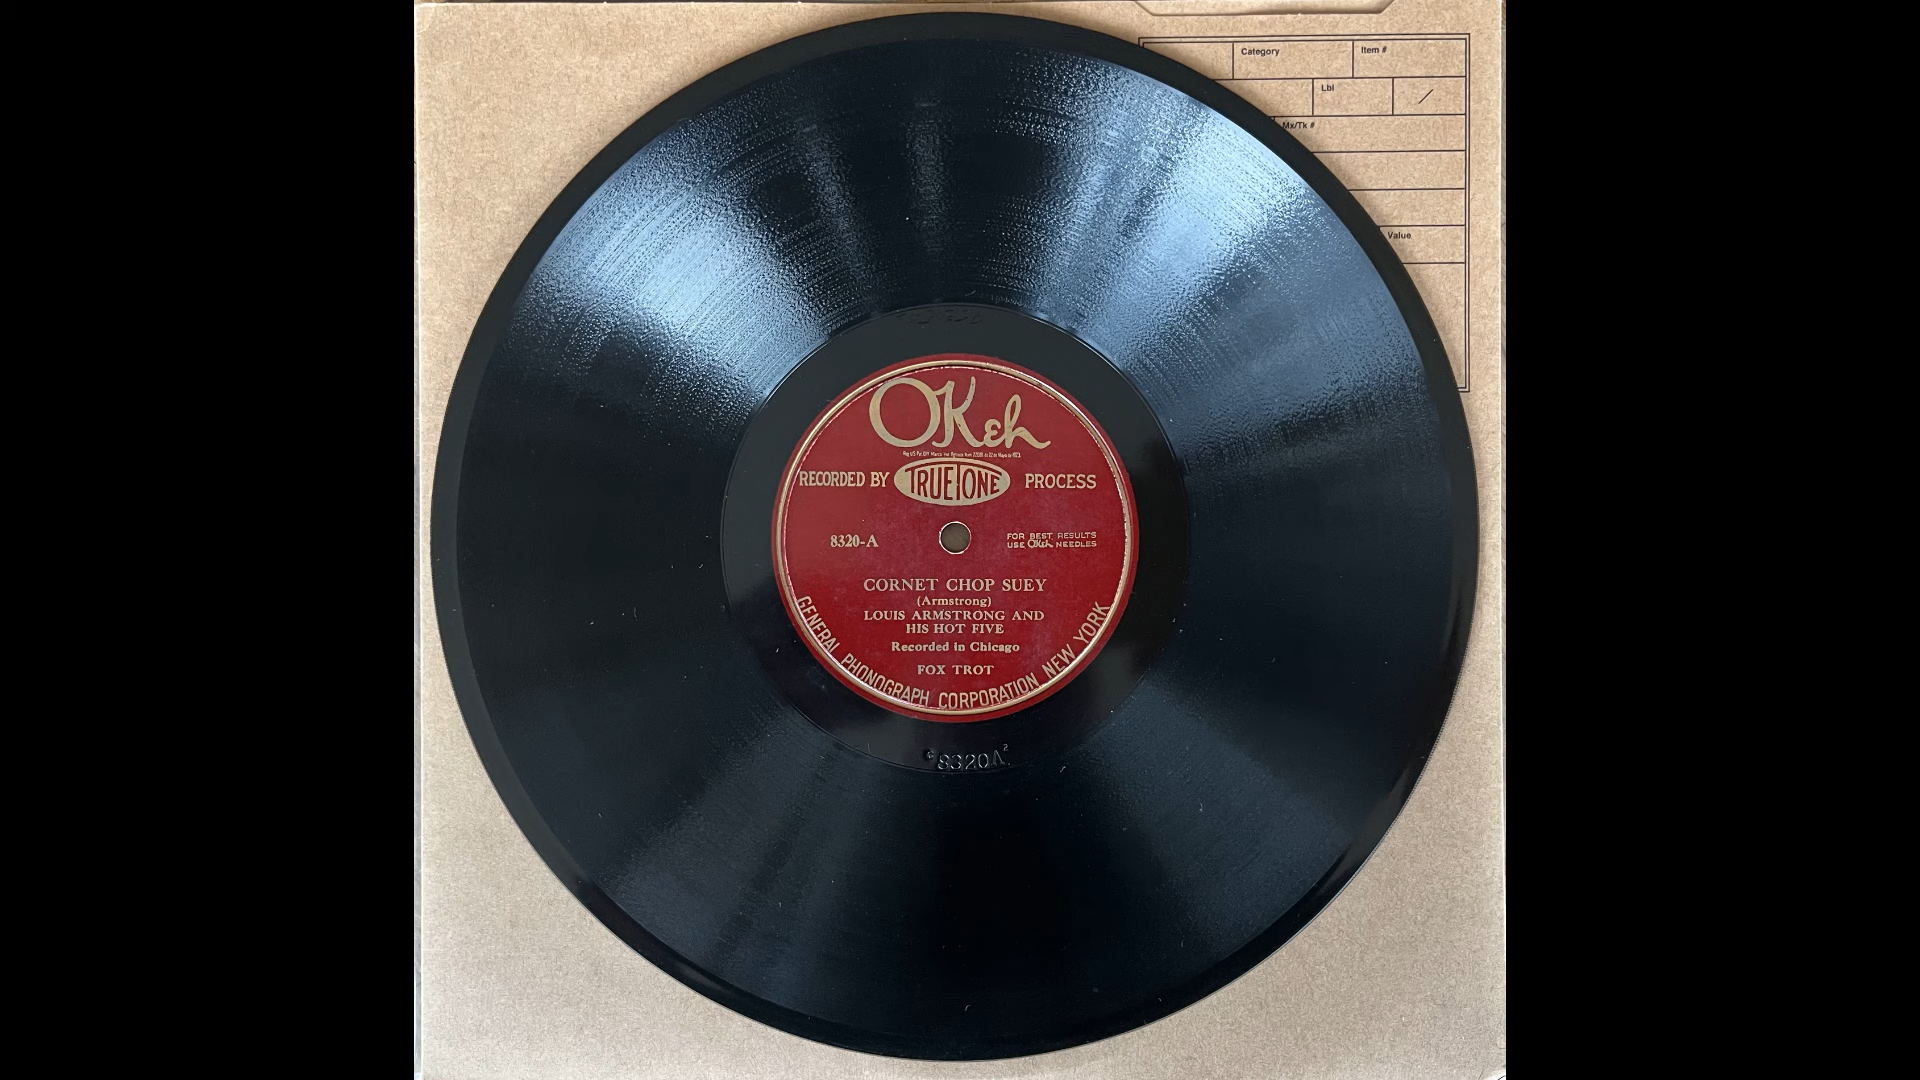 Category
Item #
Lbl
/
Mx/Tk #
Value
OKeh
RECORDED BY TRUETONE PROCESS
8320-A
FOR BEST RESULTS
USE OKeh NEEDLES
CORNET CHOP SUEY
(Armstrong)
LOUIS ARMSTRONG AND
HIS HOT FIVE
Recorded in Chicago
FOX TROT
GENERAL PHONOGRAPH CORPORATION NEW YORK
8320A²